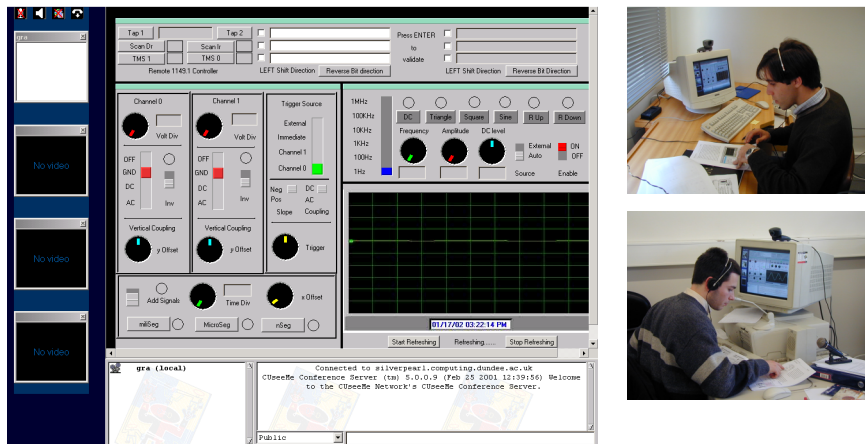 gra
No video
No video
No video
Tap 1
Tap 2
Scan Dr
Scan Ir
TMS 1
TMS 0
Remote 1149.1 Controller
LEFT Shift Direction
Reverse Bit direction
Press ENTER
to
validate
LEFT Shift Direction
Reverse Bit Direction
Channel 0
Volt Div
OFF
GND
DC
AC
Inv
Vertical Coupling
y Offset
Channel 1
Volt Div
OFF
GND
DC
AC
Inv
Vertical Coupling
y Offset
Trigger Source
External
Immediate
Channel 1
Channel 0
Neg
Pos
Slope
DC
AC
Coupling
Trigger
Add Signals
Time Div
x Offset
miliSeg
MicroSeg
nSeg
1MHz
100KHz
10KHz
1KHz
100Hz
1Hz
DC
Triangle
Square
Sine
R Up
R Down
Frequency
Amplitude
DC level
External
Auto
Source
ON
OFF
Enable
01/17/02 03:22:14 PM
Start Refreshing
Refreshing......
Stop Refreshing
gra (local)
Connected to silverpearl.computing.dundee.ac.uk
CUseeMe Conference Server (tm) 5.0.0.9 (Feb 25 2001 12:39:56) Welcome
to the CUseeMe Network's CUseeMe Conference Server.
Public